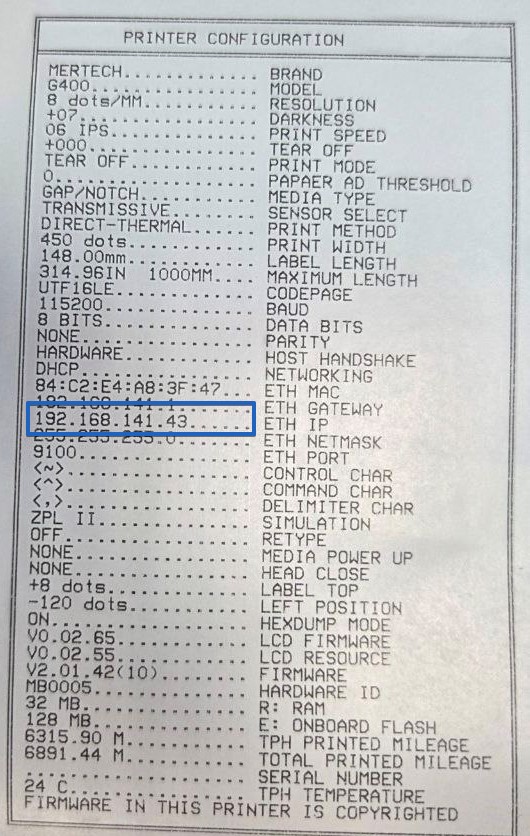 PRINTER CONFIGURATION
MERTECH............ BRAND
G400............... MODEL
8 dots/MM.......... RESOLUTION
+07................ DARKNESS
06 IPS............. PRINT SPEED
+000............... TEAR OFF
TEAR OFF........... PRINT MODE
0.................. PAPAER AD THRESHOLD
GAP/NOTCH.......... MEDIA TYPE
TRANSMISSIVE....... SENSOR SELECT
DIRECT-THERMAL..... PRINT METHOD
450 dots........... PRINT WIDTH
148.00mm........... LABEL LENGTH
314.96IN 1000MM.... MAXIMUM LENGTH
UTF16LE............ CODEPAGE
115200............. BAUD
8 BITS............. DATA BITS
NONE............... PARITY
HARDWARE........... HOST HANDSHAKE
DHCP............... NETWORKING
84:C2:E4:A8:3F:47... ETH MAC
192.168.141.1...... ETH GATEWAY
192.168.141.43...... ETH IP
255.255.255.0...... ETH NETMASK
9100............... ETH PORT
<~>................ CONTROL CHAR
<^>................ COMMAND CHAR
<,>................ DELIMITER CHAR
ZPL II............. SIMULATION
OFF................ RETYPE
NONE............... MEDIA POWER UP
NONE............... HEAD CLOSE
+8 dots............ LABEL TOP
-120 dots.......... LEFT POSITION
ON................. HEXDUMP MODE
V0.02.65........... LCD FIRMWARE
V0.02.55........... LCD RESOURCE
V2.01.42(10)....... FIRMWARE
MB0005............. HARDWARE ID
32 MB.............. R: RAM
128 MB............. E: ONBOARD FLASH
6315.90 M.......... TPH PRINTED MILEAGE
6891.44 M.......... TOTAL PRINTED MILEAGE
................... SERIAL NUMBER
24 C............... TPH TEMPERATURE
FIRMWARE IN THIS PRINTER IS COPYRIGHTED